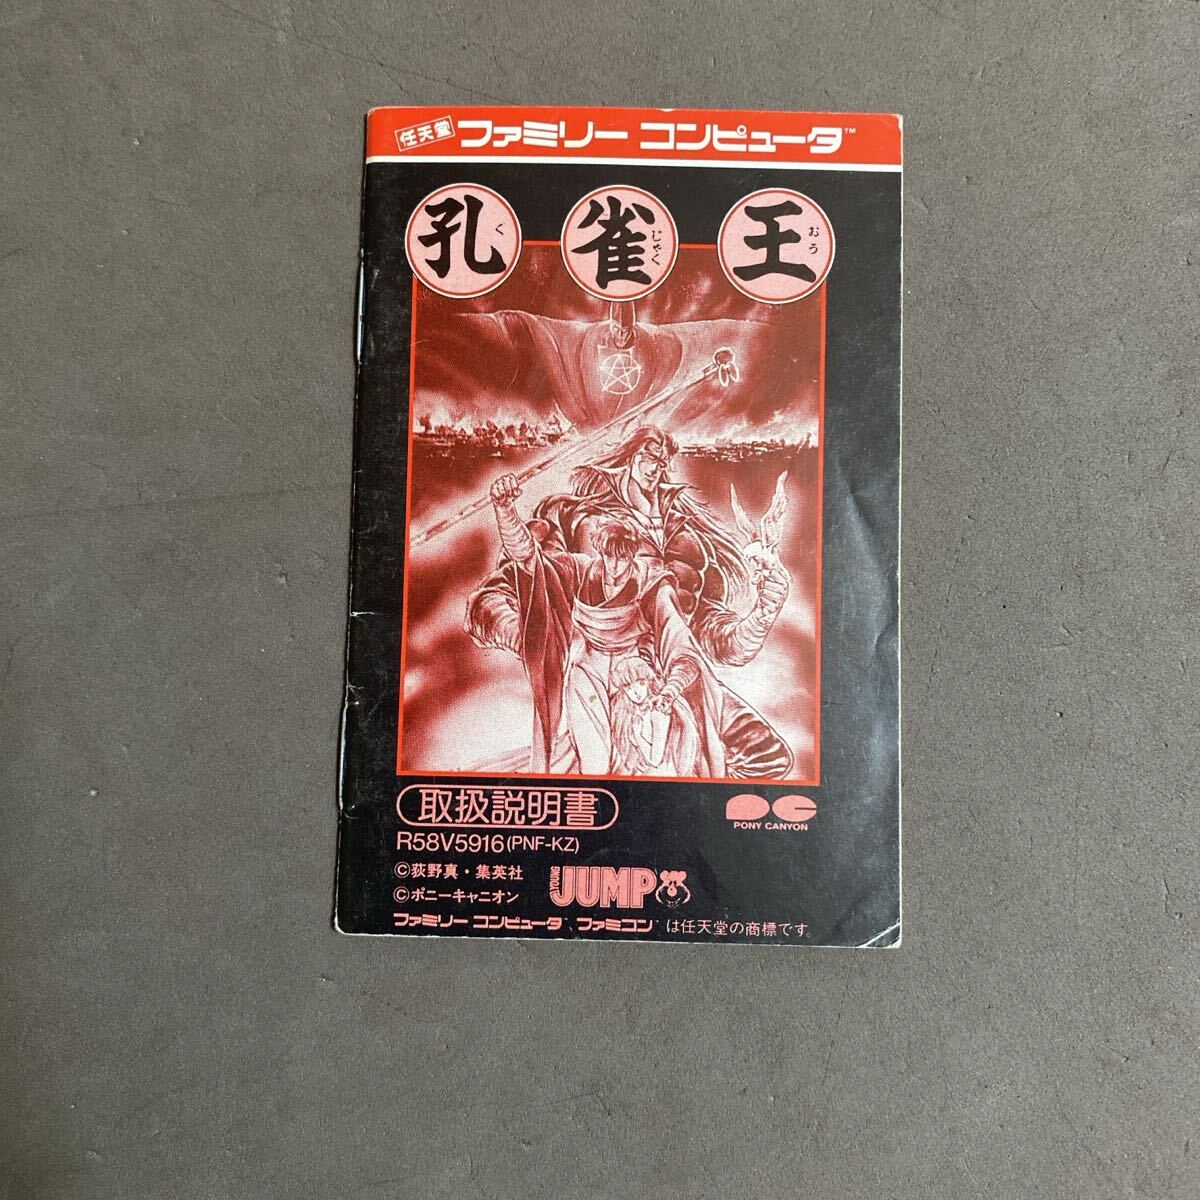 任天堂 ファミリー コンピュータ™
孔雀王
く じゃく おう
取扱説明書
R58V5916(PNF-KZ)
PONY CANYON
©荻野真・集英社
©ポニーキャニオン
YOUNG JUMP
ファミリー コンピュータ、ファミコン は任天堂の商標です。